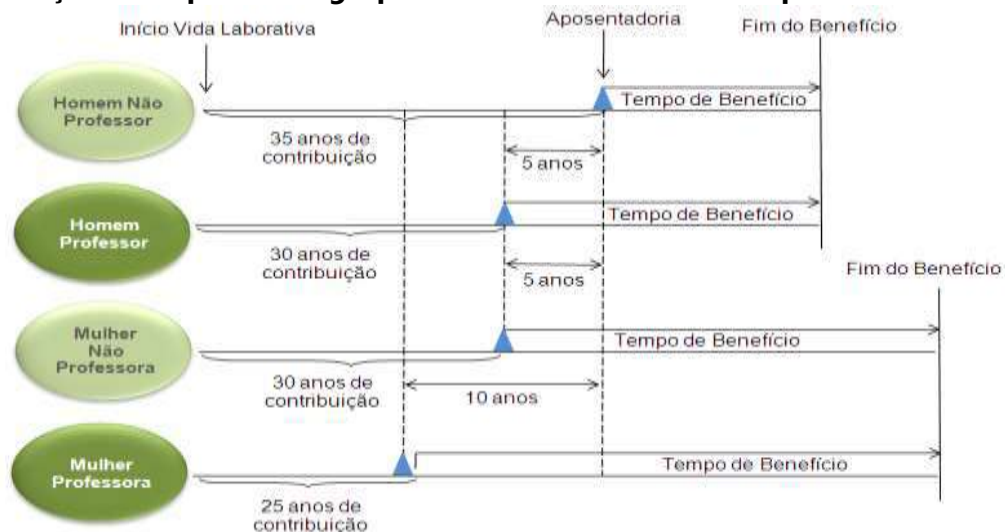 Início Vida Laborativa
Aposentadoria
Fim do Benefício
Homem Não
Professor
Tempo de Benefício
35 anos de
contribuição
5 anos
Homem
Professor
Tempo de Benefício
30 anos de
contribuição
5 anos
Fim do Benefício
Mulher
Não
Professora
Tempo de Benefício
30 anos de
contribuição
10 anos
Mulher
Professora
Tempo de Benefício
25 anos de
contribuição